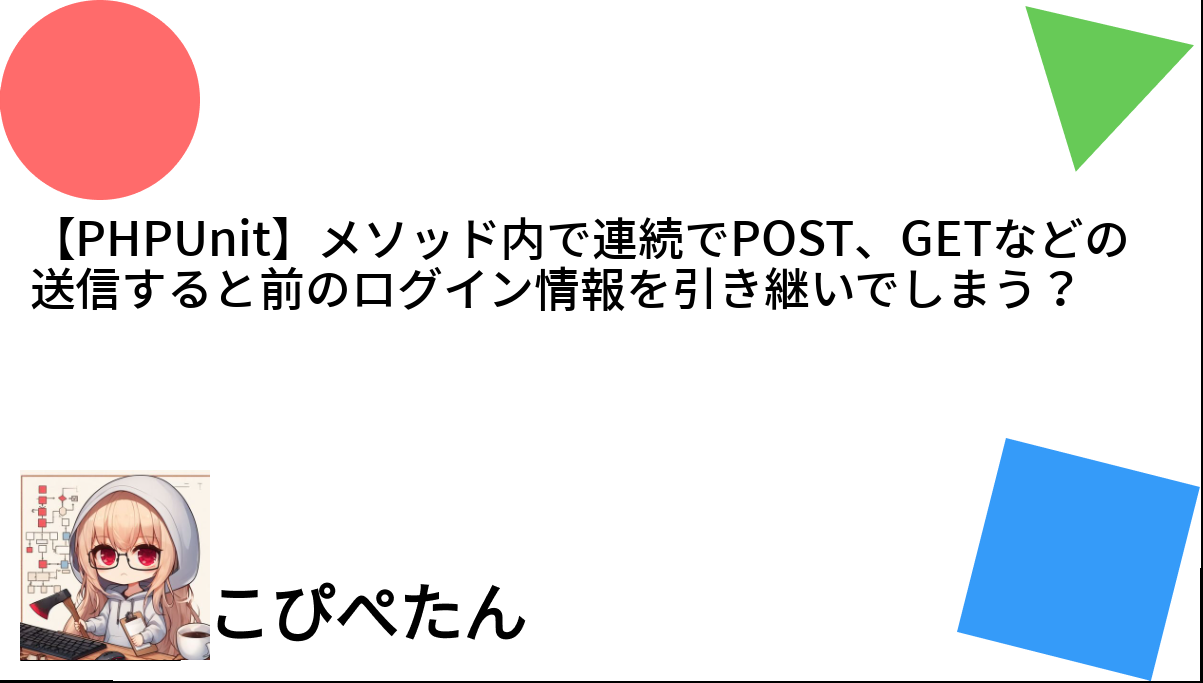 【PHPUnit】メソッド内で連続でPOST、GETなどの
送信すると前のログイン情報を引き継いでしまう？
こぴぺたん